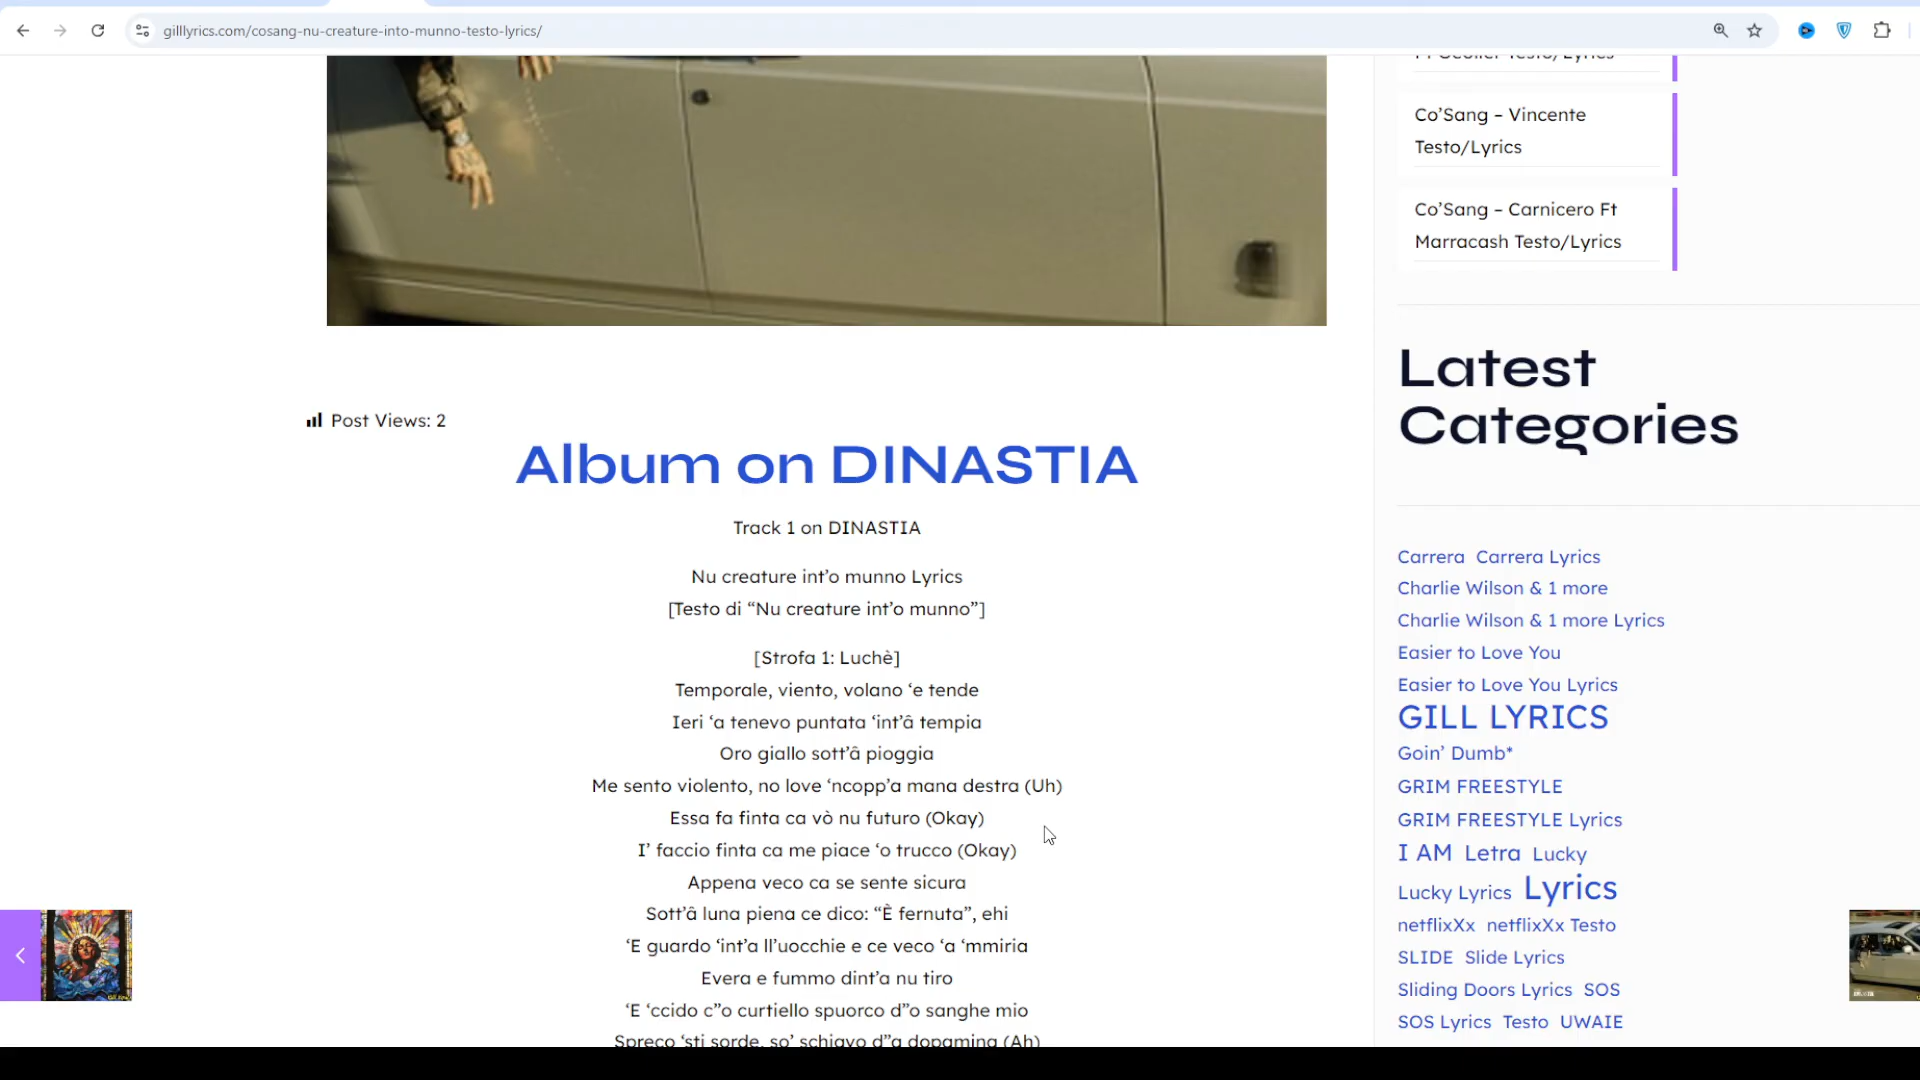 gilllyrics.com/cosang-nu-creature-into-munno-testo-lyrics/
Co’Sang – Vincente
Testo/Lyrics
Co’Sang – Carnicero Ft
Marracash Testo/Lyrics
Latest
Categories
Carrera Carrera Lyrics
Charlie Wilson & 1 more
Charlie Wilson & 1 more Lyrics
Easier to Love You
Easier to Love You Lyrics
GILL LYRICS
Goin’ Dumb*
GRIM FREESTYLE
GRIM FREESTYLE Lyrics
I AM Letra Lucky
Lucky Lyrics Lyrics
netflixXx netflixXx Testo
SLIDE Slide Lyrics
Sliding Doors Lyrics SOS
SOS Lyrics Testo UWAIE
Post Views: 2
Album on DINASTIA
Track 1 on DINASTIA
Nu creature int’o munno Lyrics
[Testo di “Nu creature int’o munno”]
[Strofa 1: Luchè]
Temporale, viento, volano ‘e tende
Ieri ‘a tenevo puntata ‘int’â tempia
Oro giallo sott’â pioggia
Me sento violento, no love ‘ncopp’a mana destra (Uh)
Essa fa finta ca vò nu futuro (Okay)
I’ faccio finta ca me piace ‘o trucco (Okay)
Appena veco ca se sente sicura
Sott’â luna piena ce dico: “È fernuta”, ehi
‘E guardo ‘int’a ll’uocchie e ce veco ‘a ‘mmiria
Evera e fummo dint’a nu tiro
‘E ‘ccido c”o curtiello spuorco d”o sanghe mio
Spreco ‘sti sorde, so’ schiavo d”a dopamina (Ah)